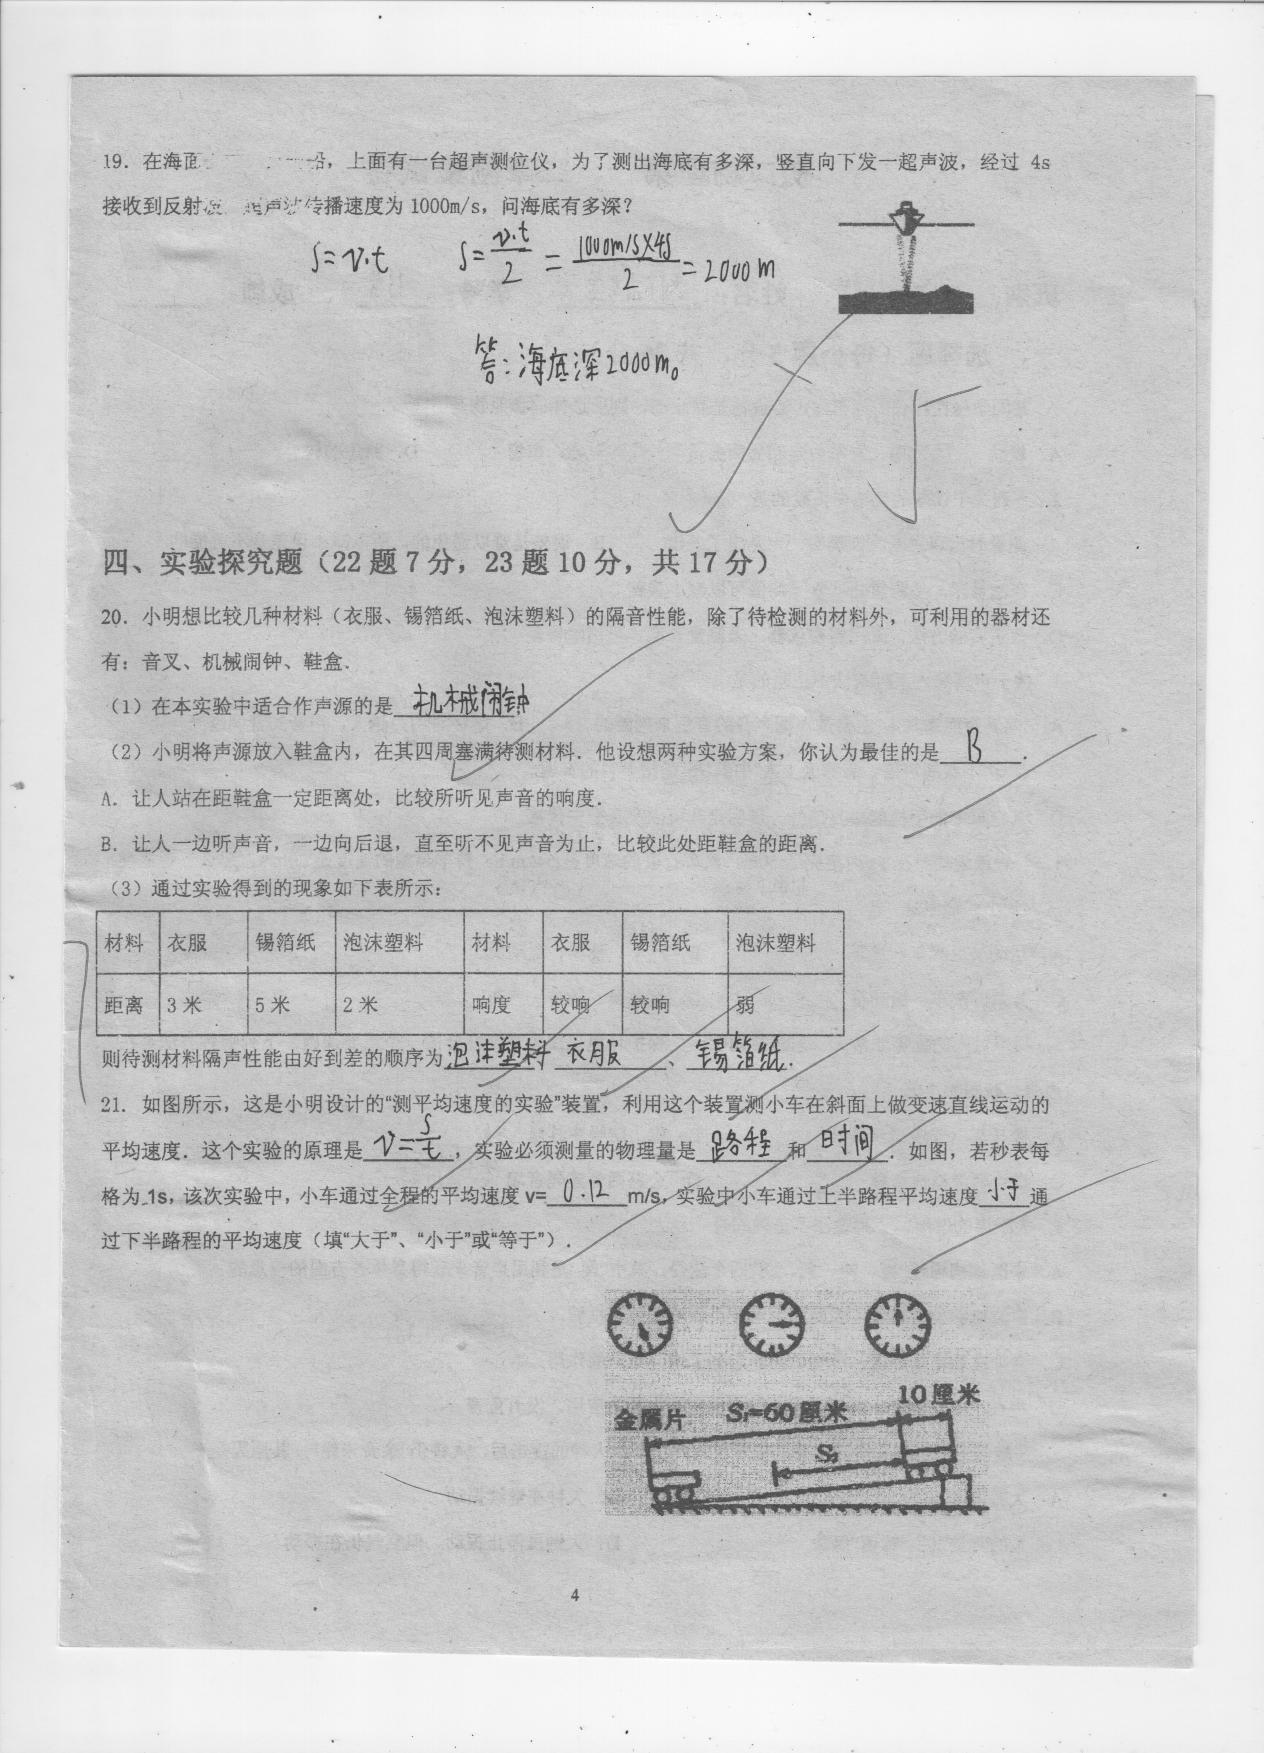 19．在海面 船，上面有一台超声测位仪，为了测出海底有多深，竖直向下发一超声波，经过 4s
接收到反射波 超声波传播速度为 1000m/s，问海底有多深？
S=v·t S=v·t/2 = 1000m/s×4s/2 =2000m
答：海底深2000m。
四、实验探究题（22 题 7 分，23 题 10 分，共 17 分）
20．小明想比较几种材料（衣服、锡箔纸、泡沫塑料）的隔音性能，除了待检测的材料外，可利用的器材还
有：音叉、机械闹钟、鞋盒．
（1）在本实验中适合作声源的是 机械闹钟
（2）小明将声源放入鞋盒内，在其四周塞满待测材料．他设想两种实验方案，你认为最佳的是 B ．
A．让人站在距鞋盒一定距离处，比较所听见声音的响度．
B．让人一边听声音，一边向后退，直至听不见声音为止，比较此处距鞋盒的距离．
（3）通过实验得到的现象如下表所示：
材料 衣服 锡箔纸 泡沫塑料 材料 衣服 锡箔纸 泡沫塑料
距离 3 米 5 米 2 米 响度 较响 较响 弱
则待测材料隔声性能由好到差的顺序为 泡沫塑料 衣服 、 锡箔纸．
21．如图所示，这是小明设计的“测平均速度的实验”装置，利用这个装置测小车在斜面上做变速直线运动的
平均速度．这个实验的原理是 v=s/t ，实验必须测量的物理量是 路程 和 时间 ．如图，若秒表每
格为 1s，该次实验中，小车通过全程的平均速度 v= 0.12 m/s，实验中小车通过上半路程平均速度 小于 通
过下半路程的平均速度（填“大于”、“小于”或“等于”）．
金属片 S₁=60厘米 10厘米
S₂
4